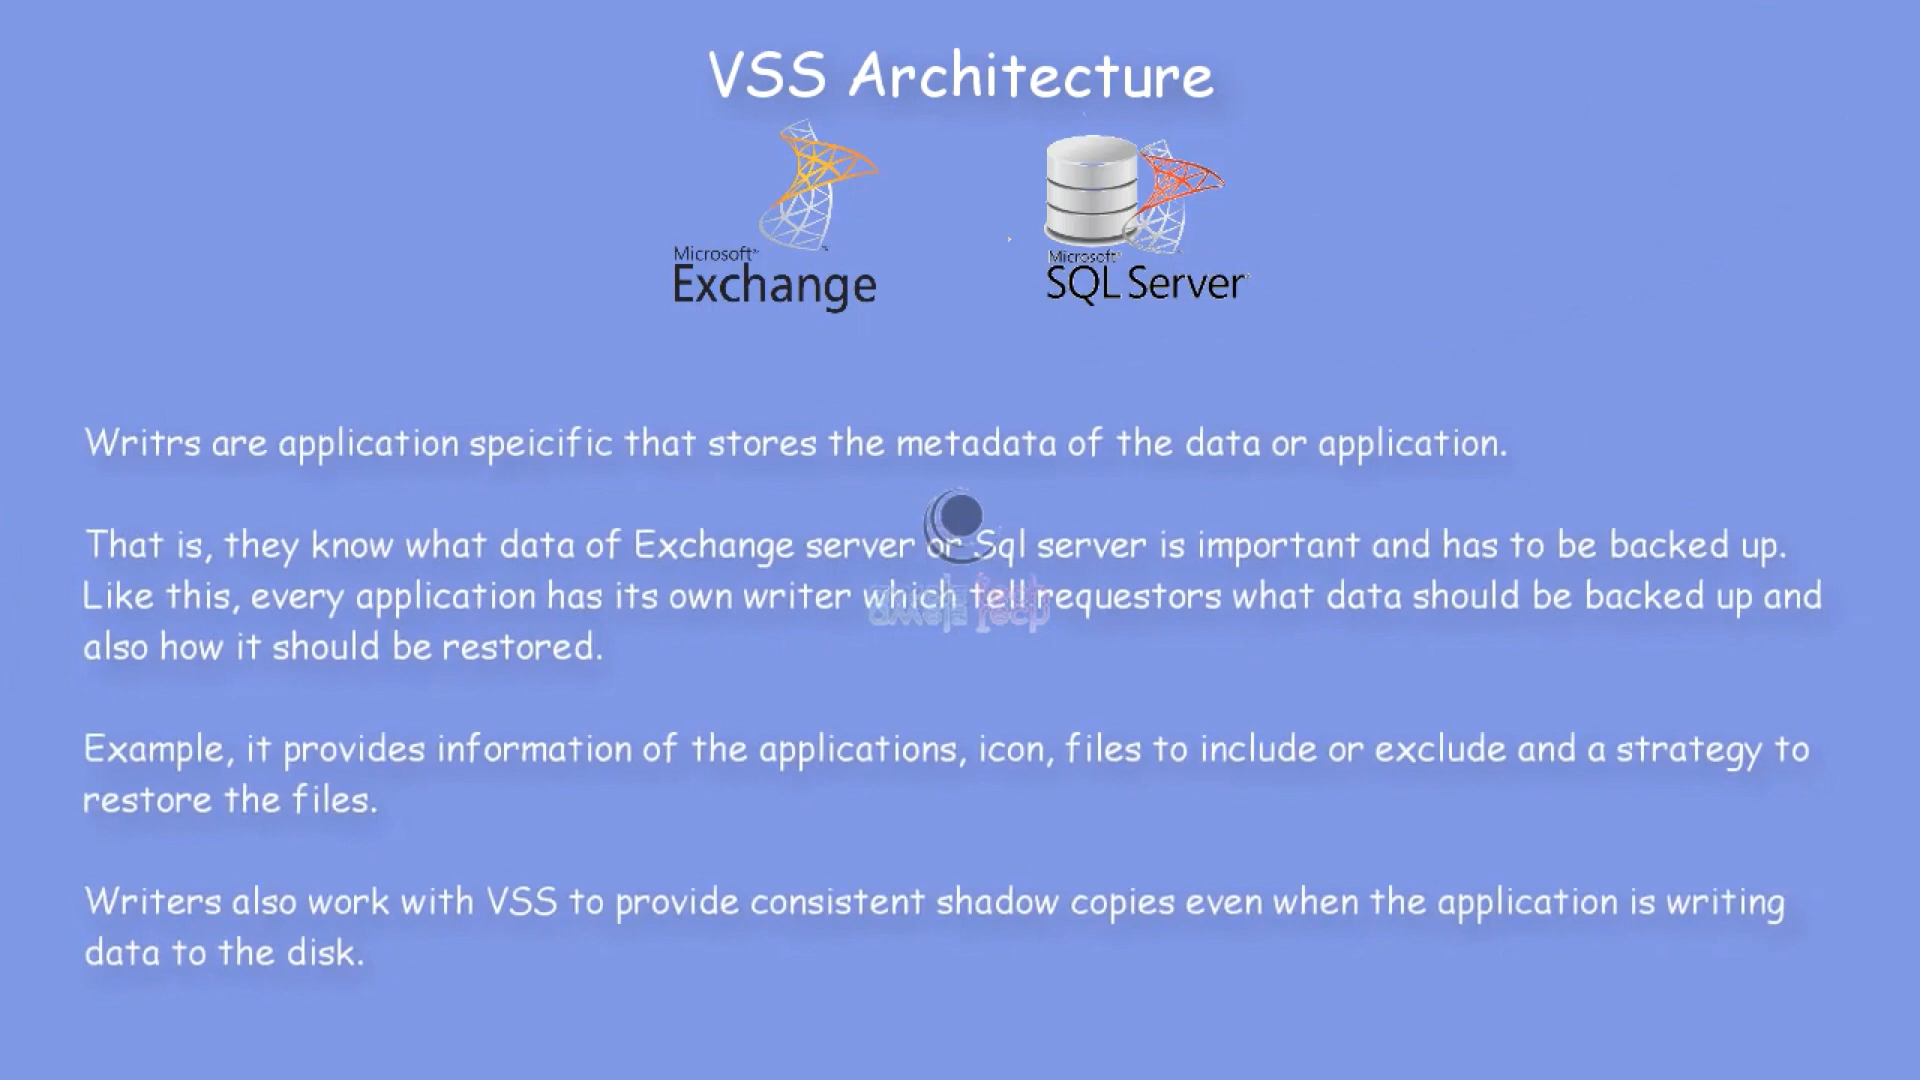 VSS Architecture
Microsoft
Exchange
Microsoft
SQL Server
Writrs are application speicific that stores the metadata of the data or application.
That is, they know what data of Exchange server or Sql server is important and has to be backed up.
Like this, every application has its own writer which tell requestors what data should be backed up and
also how it should be restored.
Example, it provides information of the applications, icon, files to include or exclude and a strategy to
restore the files.
Writers also work with VSS to provide consistent shadow copies even when the application is writing
data to the disk.